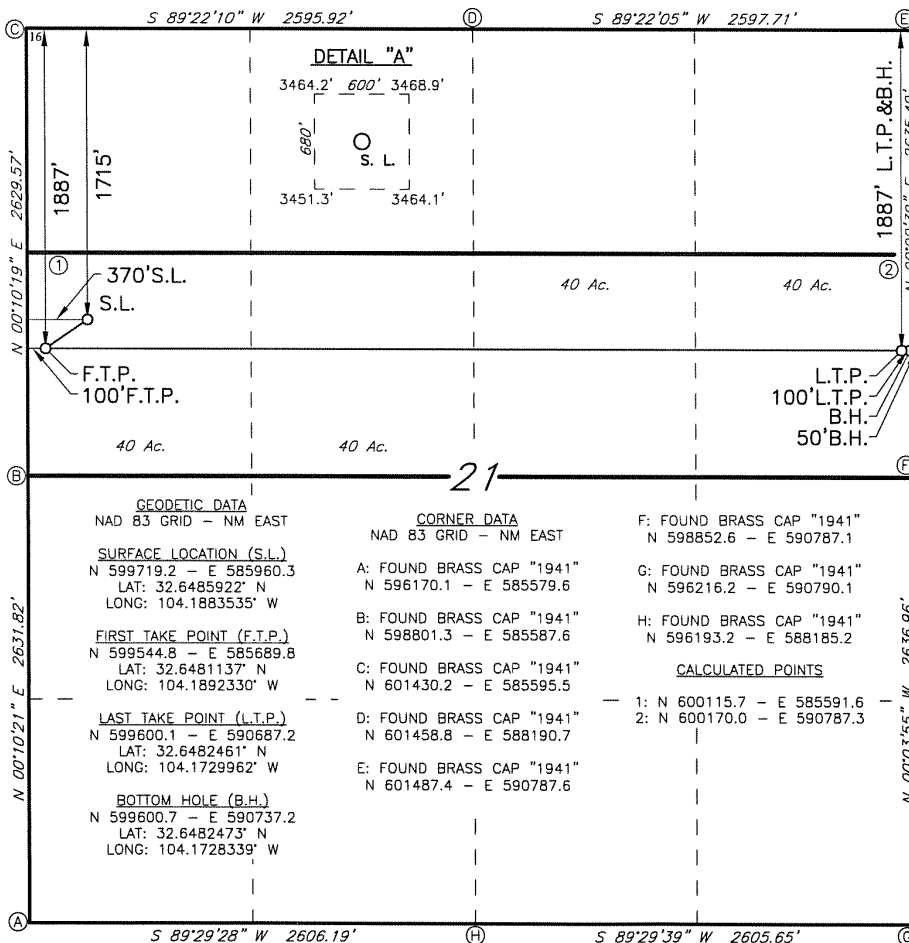 S 89°22'10" W 2595.92'
S 89°22'05" W 2597.71'
C
D
E
16
DETAIL "A"
3464.2' 600' 3468.9'
680'
S. L.
3451.3' 3464.1'
1887'
1715'
1887' L.T.P.&B.H.
N 00°10'19" E 2629.57'
1
2
370'S.L.
S.L.
40 Ac. 40 Ac.
F.T.P.
100'F.T.P.
L.T.P.
100'L.T.P.
B.H.
50'B.H.
40 Ac. 40 Ac.
B
21
F
GEODETIC DATA
NAD 83 GRID - NM EAST
SURFACE LOCATION (S.L.)
N 599719.2 - E 585960.3
LAT: 32.6485922° N
LONG: 104.1883535° W
FIRST TAKE POINT (F.T.P.)
N 599544.8 - E 585689.8
LAT: 32.6481137° N
LONG: 104.1892330° W
LAST TAKE POINT (L.T.P.)
N 599600.1 - E 590687.2
LAT: 32.6482461° N
LONG: 104.1729962° W
BOTTOM HOLE (B.H.)
N 599600.7 - E 590737.2
LAT: 32.6482473° N
LONG: 104.1728339° W
CORNER DATA
NAD 83 GRID - NM EAST
A: FOUND BRASS CAP "1941"
N 596170.1 - E 585579.6
B: FOUND BRASS CAP "1941"
N 598801.3 - E 585587.6
C: FOUND BRASS CAP "1941"
N 601430.2 - E 585595.5
D: FOUND BRASS CAP "1941"
N 601458.8 - E 588190.7
E: FOUND BRASS CAP "1941"
N 601487.4 - E 590787.6
F: FOUND BRASS CAP "1941"
N 598852.6 - E 590787.1
G: FOUND BRASS CAP "1941"
N 596216.2 - E 590790.1
H: FOUND BRASS CAP "1941"
N 596193.2 - E 588185.2
CALCULATED POINTS
1: N 600115.7 - E 585591.6
2: N 600170.0 - E 590787.3
N 00°10'21" E 2631.82'
N 00°03'55" W 2636.96'
A
H
G
S 89°29'28" W 2606.19'
S 89°29'39" W 2605.65'